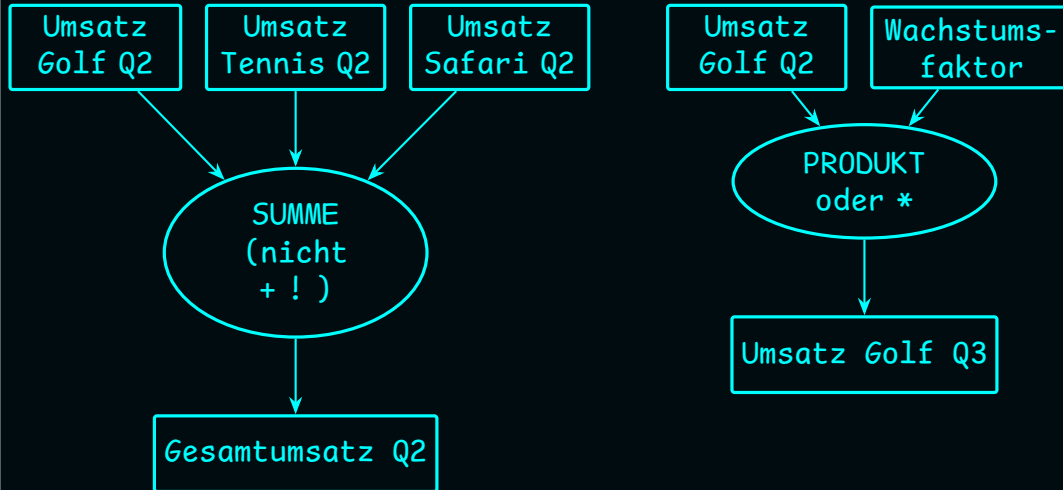 Umsatz
Golf Q2
Umsatz
Tennis Q2
Umsatz
Safari Q2
SUMME
(nicht
+ ! )
Gesamtumsatz Q2
Umsatz
Golf Q2
Wachstums-
faktor
PRODUKT
oder *
Umsatz Golf Q3